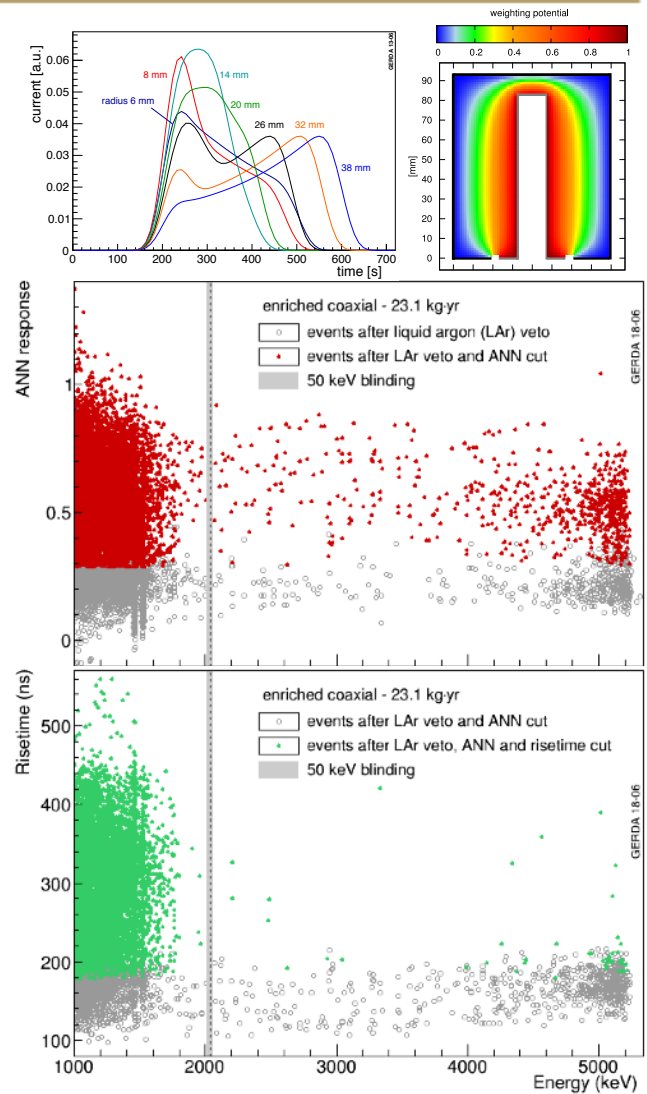 weighting potential
0 0.2 0.4 0.6 0.8 1
current [a.u.]
0.06
0.05
0.04
0.03
0.02
0.01
0
8 mm
14 mm
radius 6 mm
20 mm
26 mm
32 mm
38 mm
GERDA 13-06
0 100 200 300 400 500 600 700
time [s]
[mm]
90
80
70
60
50
40
30
20
10
0
ANN response
1
0.5
0
enriched coaxial - 23.1 kg·yr
events after liquid argon (LAr) veto
events after LAr veto and ANN cut
50 keV blinding
GERDA 18-06
Risetime (ns)
500
400
300
200
100
enriched coaxial - 23.1 kg·yr
events after LAr veto and ANN cut
events after LAr veto, ANN and risetime cut
50 keV blinding
GERDA 18-06
1000 2000 3000 4000 5000
Energy (keV)